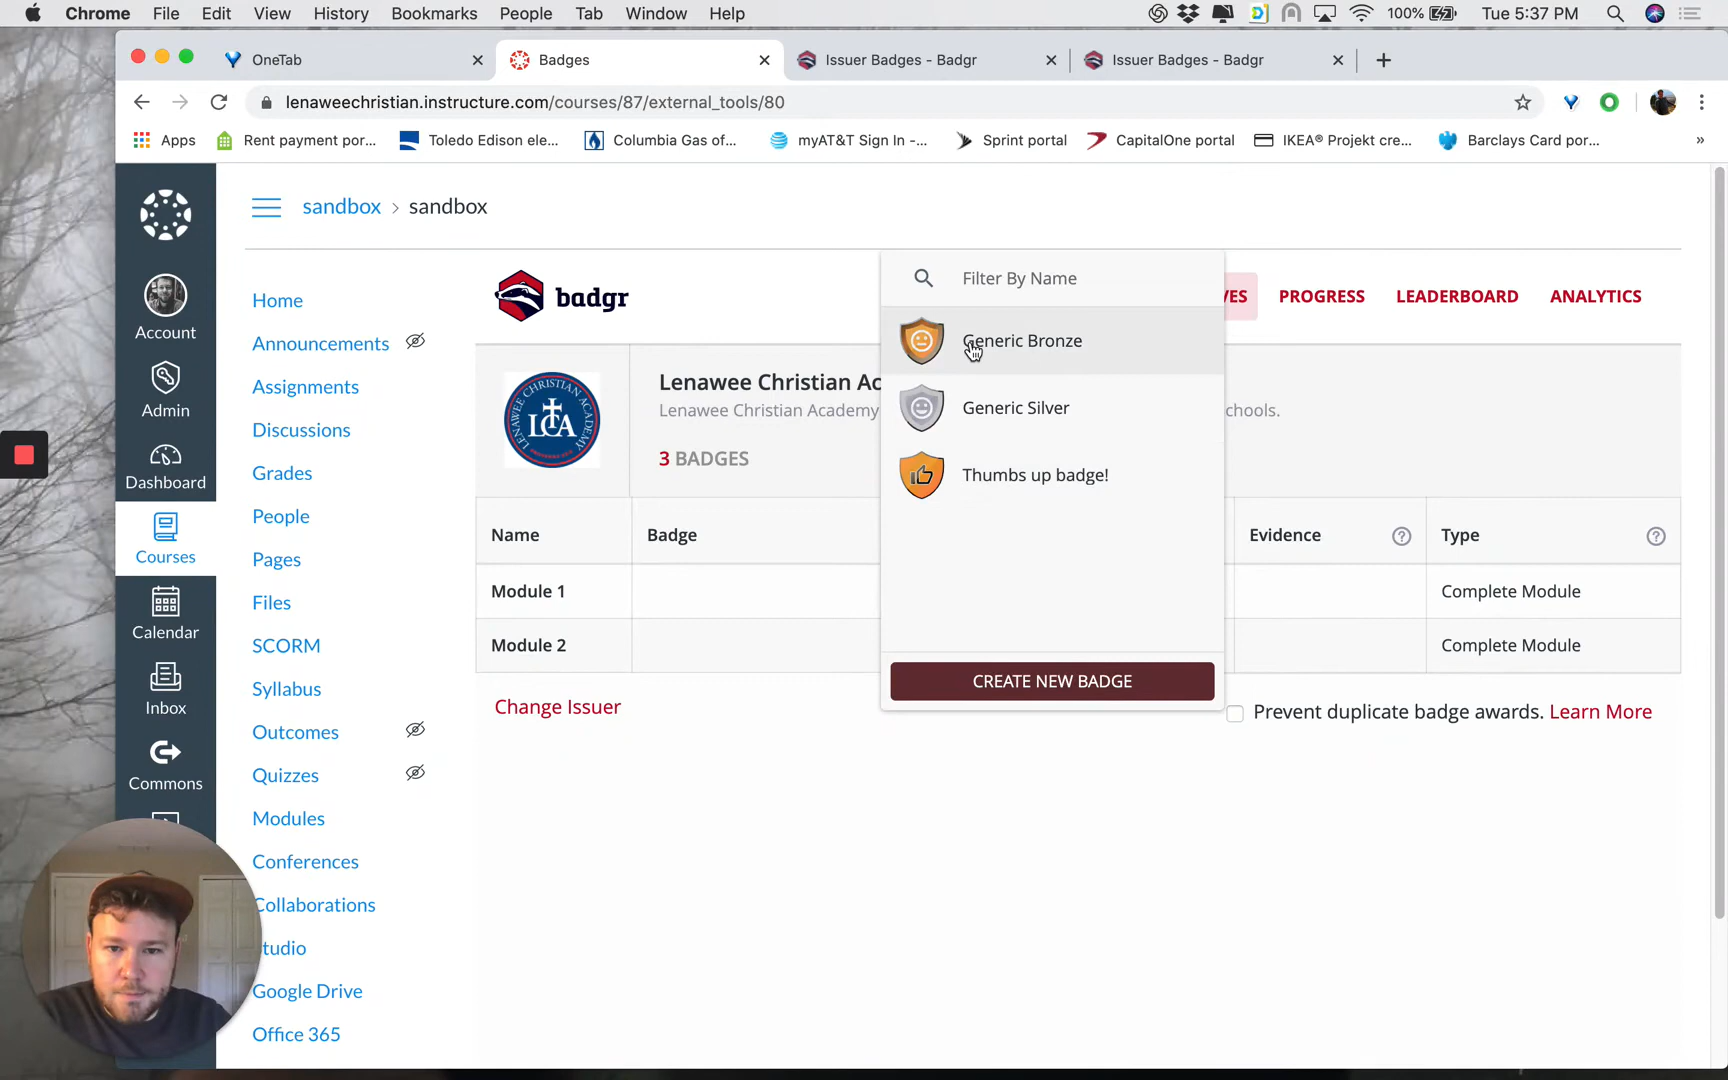 Chrome File Edit View History Bookmarks People Tab Window Help 100% Tue 5:37 PM
OneTab Badges Issuer Badges - Badgr Issuer Badges - Badgr
lenaweechristian.instructure.com/courses/87/external_tools/80
Apps Rent payment por... Toledo Edison ele... Columbia Gas of... myAT&T Sign In -... Sprint portal CapitalOne portal IKEA® Projekt cre... Barclays Card por... »
sandbox > sandbox
Account
Admin
Dashboard
Courses
Calendar
Inbox
Commons
Home
Announcements
Assignments
Discussions
Grades
People
Pages
Files
SCORM
Syllabus
Outcomes
Quizzes
Modules
Conferences
Collaborations
tudio
Google Drive
Office 365
badgr
VES PROGRESS LEADERBOARD ANALYTICS
LENAWEE CHRISTIAN ACADEMY
LCA
Lenawee Christian Ac
Lenawee Christian Academy
chools.
3 BADGES
Filter By Name
Generic Bronze
Generic Silver
Thumbs up badge!
CREATE NEW BADGE
Name Badge Evidence Type
Module 1 Complete Module
Module 2 Complete Module
Change Issuer
Prevent duplicate badge awards. Learn More